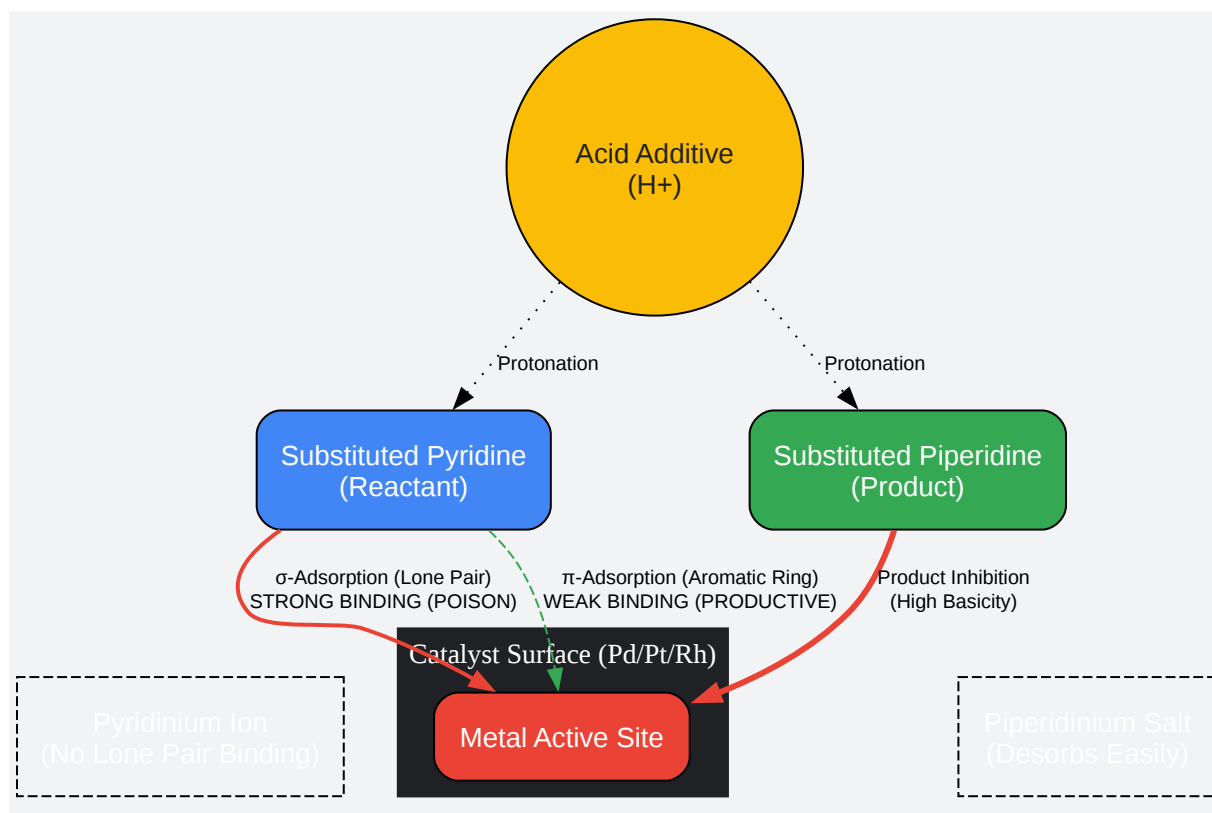 Acid Additive
(H+)
Protonation
Protonation
Substituted Pyridine
(Reactant)
Substituted Piperidine
(Product)
σ-Adsorption (Lone Pair)
STRONG BINDING (POISON)
π-Adsorption (Aromatic Ring)
WEAK BINDING (PRODUCTIVE)
Product Inhibition
(High Basicity)
Catalyst Surface (Pd/Pt/Rh)
Metal Active Site
Pyridinium Ion
(No Lone Pair Binding)
Piperidinium Salt
(Desorbs Easily)